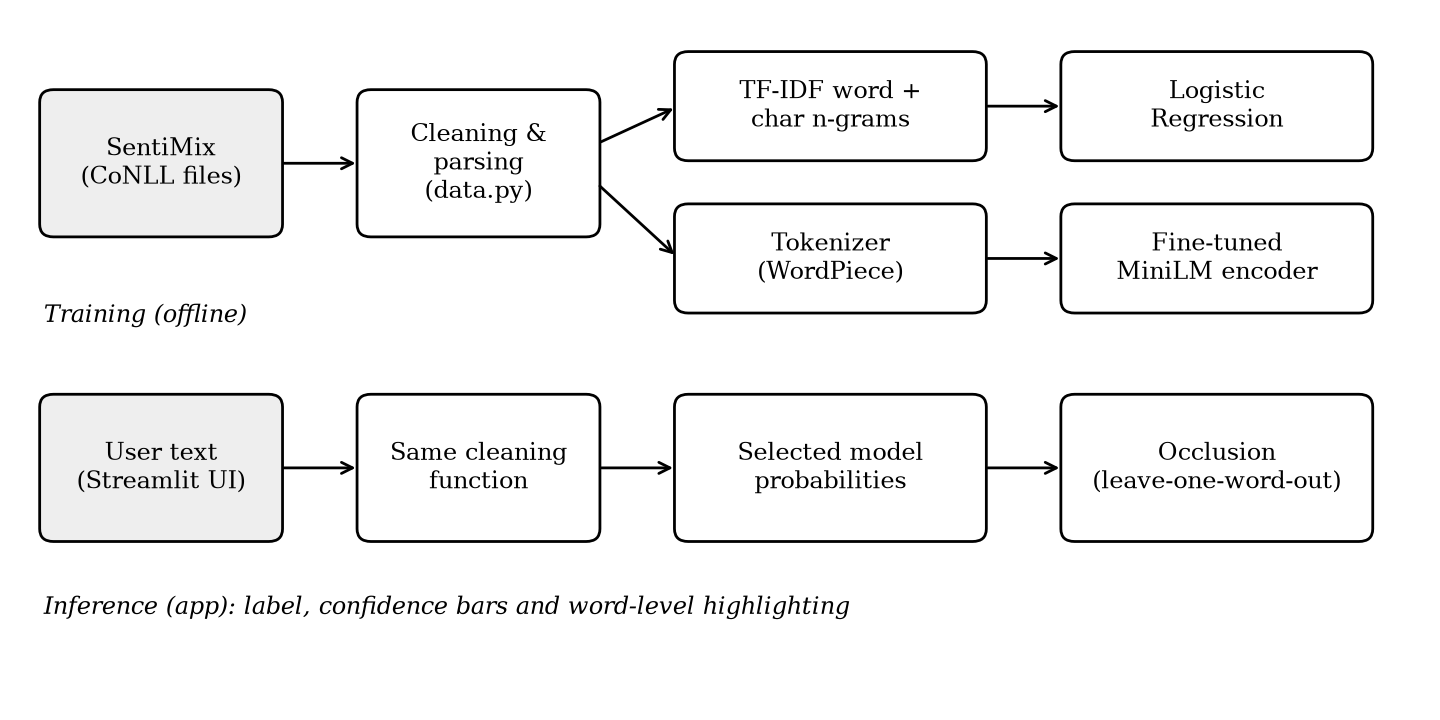 SentiMix
(CoNLL files)
Cleaning &
parsing
(data.py)
TF-IDF word +
char n-grams
Logistic
Regression
Tokenizer
(WordPiece)
Fine-tuned
MiniLM encoder
Training (offline)
User text
(Streamlit UI)
Same cleaning
function
Selected model
probabilities
Occlusion
(leave-one-word-out)
Inference (app): label, confidence bars and word-level highlighting